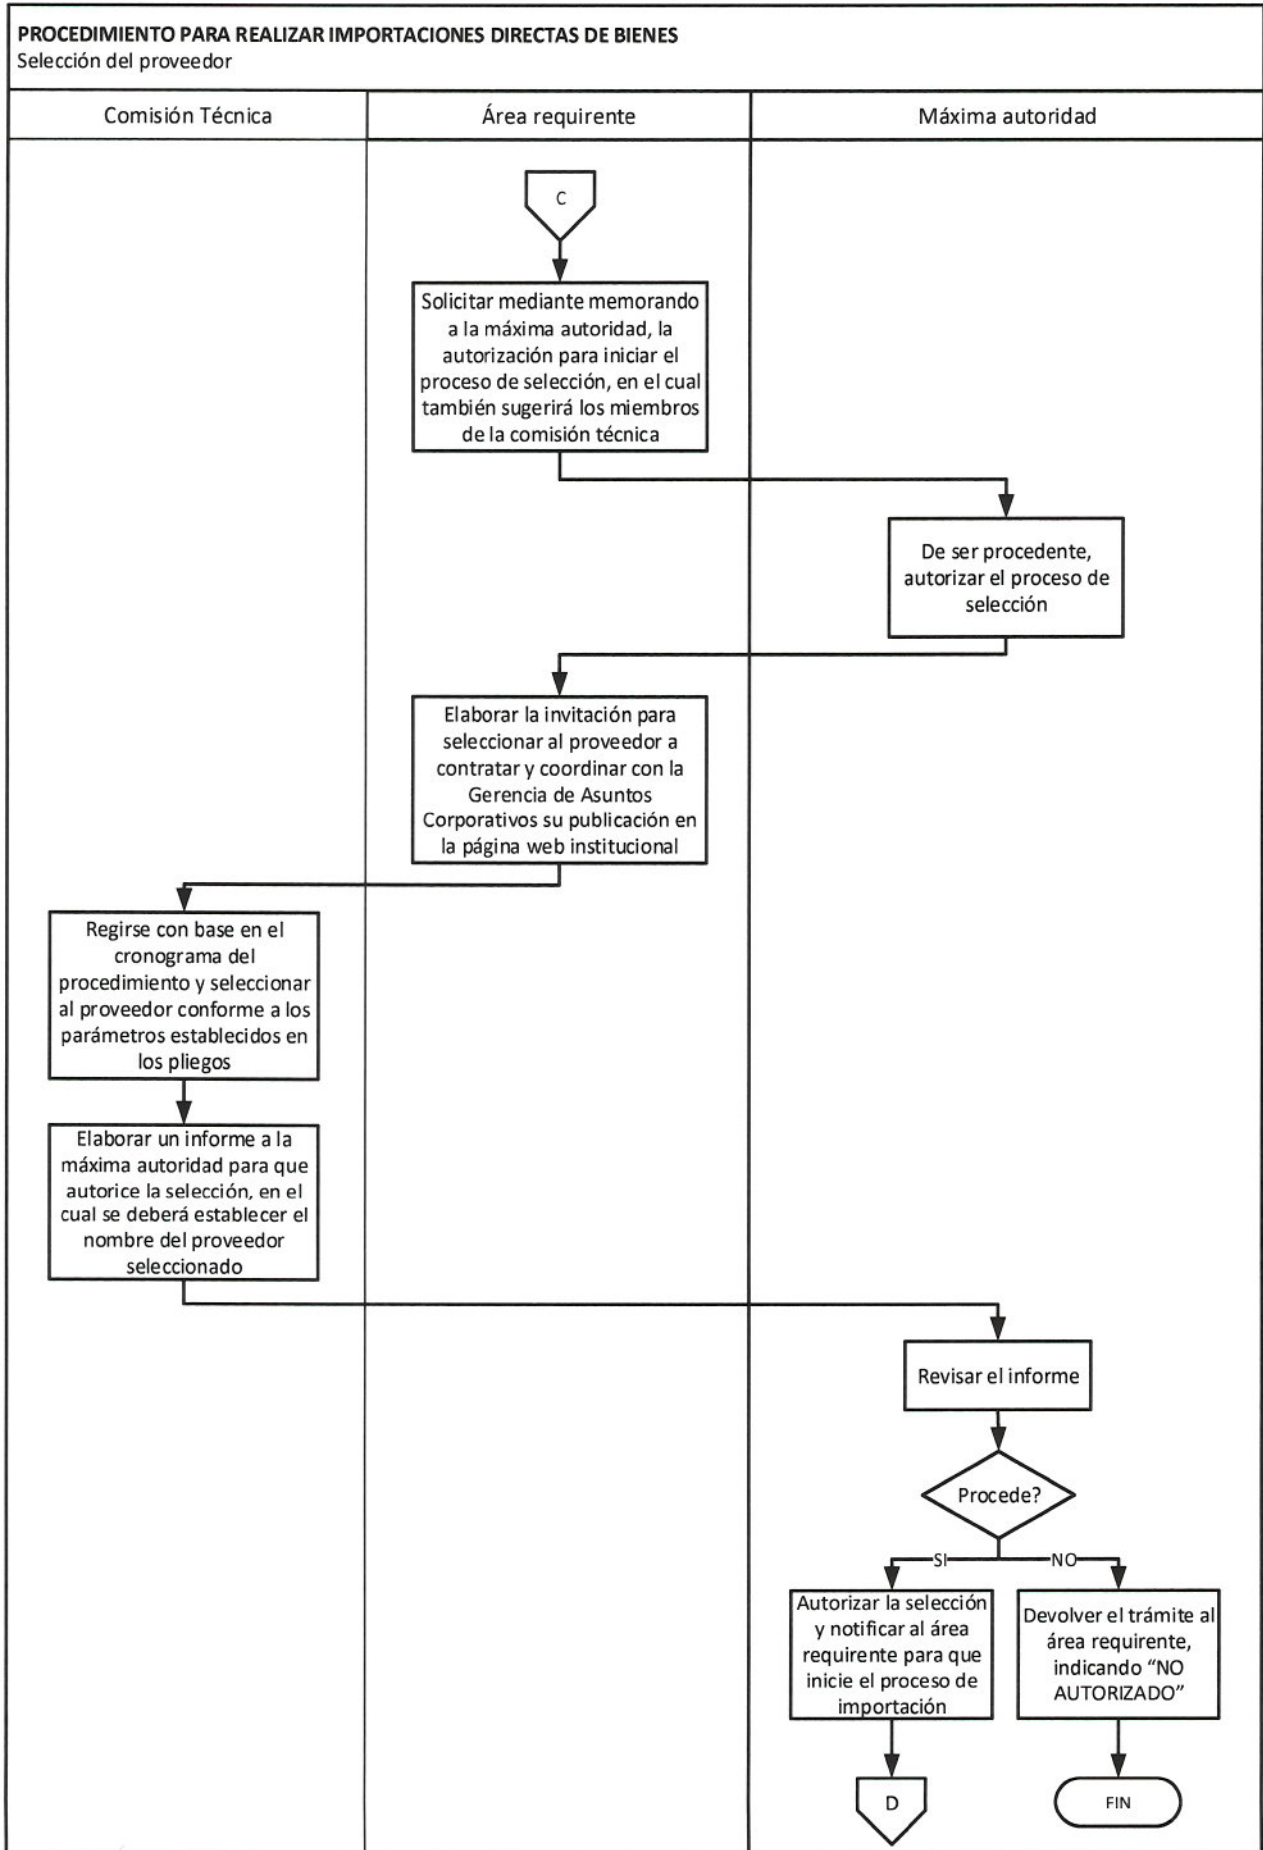 PROCEDIMIENTO PARA REALIZAR IMPORTACIONES DIRECTAS DE BIENES
Selección del proveedor
Comisión Técnica
Área requirente
Máxima autoridad
C
Solicitar mediante memorando
a la máxima autoridad, la
autorización para iniciar el
proceso de selección, en el cual
también sugerirá los miembros
de la comisión técnica
De ser procedente,
autorizar el proceso de
selección
Elaborar la invitación para
seleccionar al proveedor a
contratar y coordinar con la
Gerencia de Asuntos
Corporativos su publicación en
la página web institucional
Regirse con base en el
cronograma del
procedimiento y seleccionar
al proveedor conforme a los
parámetros establecidos en
los pliegos
Elaborar un informe a la
máxima autoridad para que
autorice la selección, en el
cual se deberá establecer el
nombre del proveedor
seleccionado
Revisar el informe
Procede?
SI
NO
Autorizar la selección
y notificar al área
requirente para que
inicie el proceso de
importación
Devolver el trámite al
área requirente,
indicando “NO
AUTORIZADO”
D
FIN